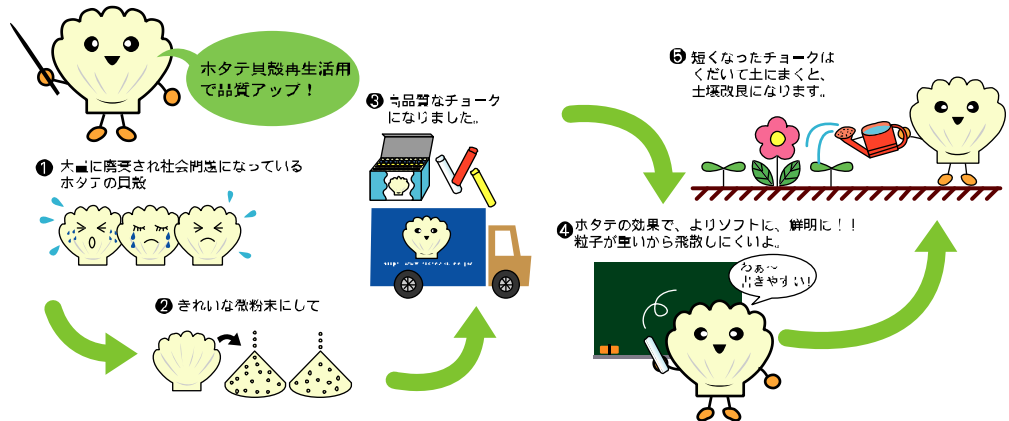 ホタテ貝殻再生活用
で品質アップ！
❶ 大量に廃棄され社会問題になっている
ホタテの貝殻
❷ きれいな微粉末にして
❸ 高品質なチョーク
になりました。
❹ ホタテの効果で、よりソフトに、鮮明に！！
粒子が重いから飛散しにくいよ。
わぁ～
書きやすい!
❺ 短くなったチョークは
くだいて土にまくと、
土壌改良になります。